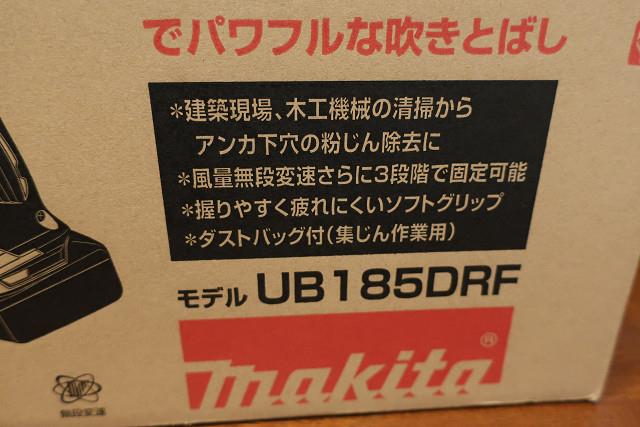 でパワフルな吹きとばし
*建築現場、木工機械の清掃から
アンカ下穴の粉じん除去に
*風量無段変速さらに3段階で固定可能
*握りやすく疲れにくいソフトグリップ
*ダストバッグ付(集じん作業用)
モデル UB185DRF
makita®
無段変速